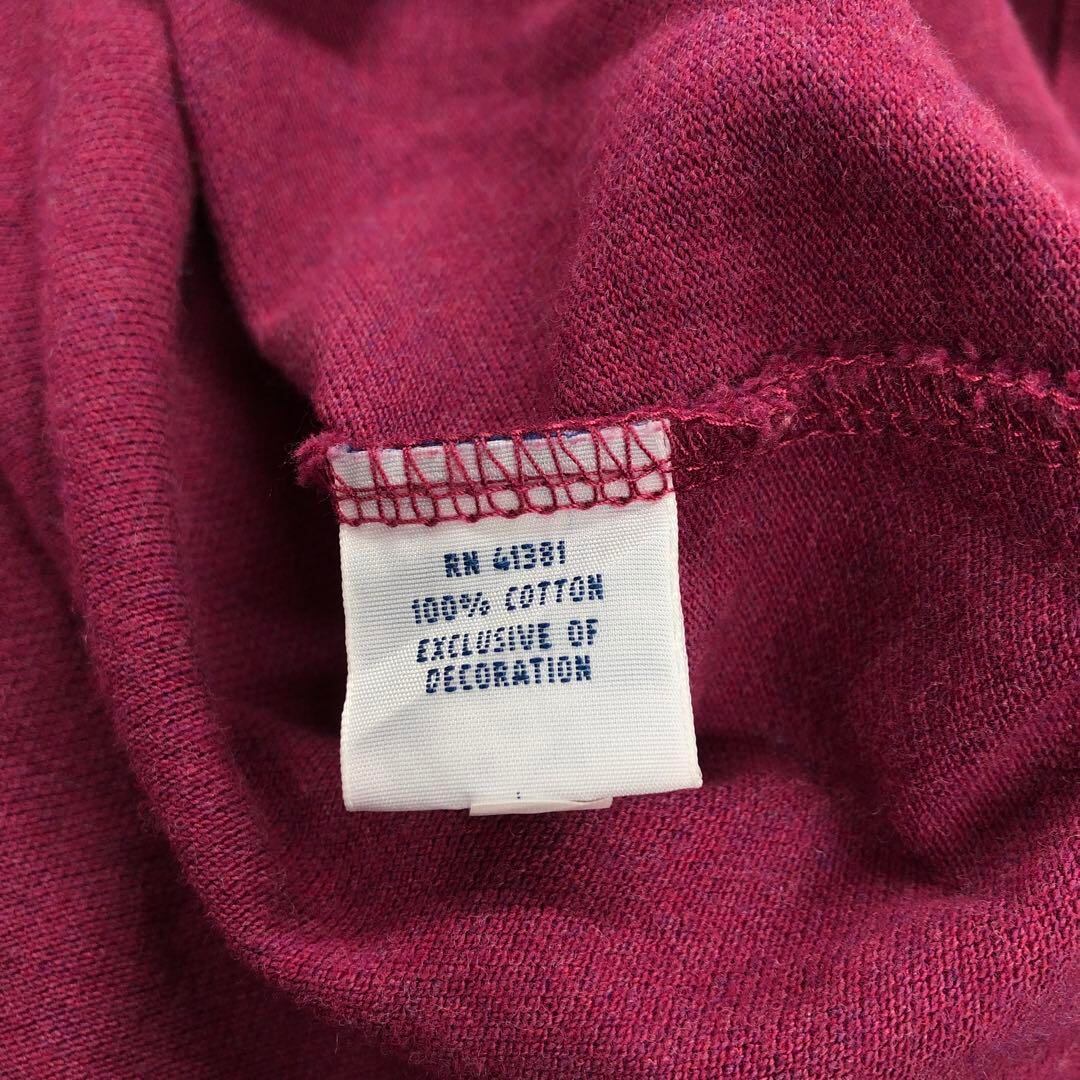 RN 41381
100% COTTON
EXCLUSIVE OF
DECORATION